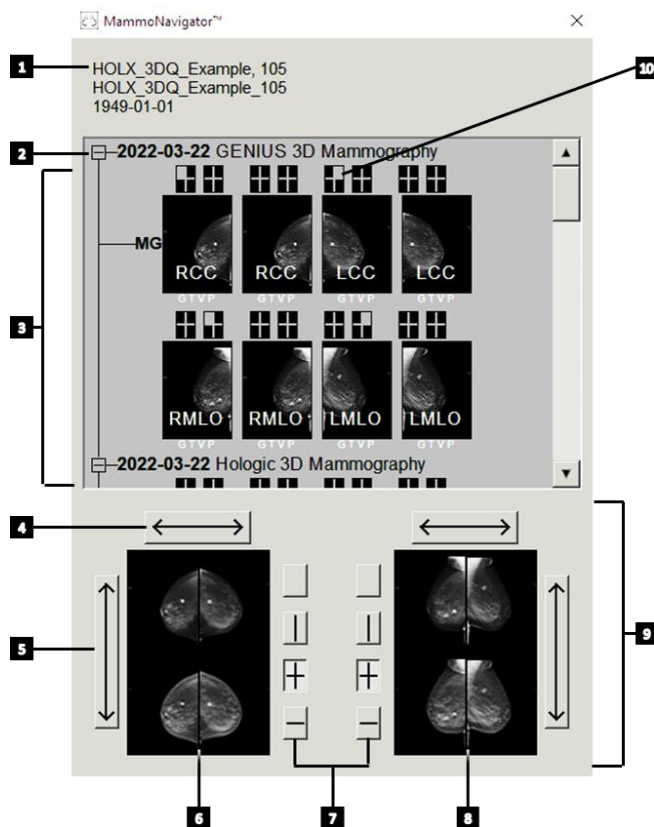 MammoNavigator™
1
HOLX_3DQ_Example, 105
HOLX_3DQ_Example_105
1949-01-01
10
2
2022-03-22 GENIUS 3D Mammography
3
MG
RCC RCC LCC LCC
GTVP GTVP
RMLO RMLO LMLO LMLO
GTVP GTVP GTVP GTVP
2022-03-22 Hologic 3D Mammography
4
5
9
6
7
8